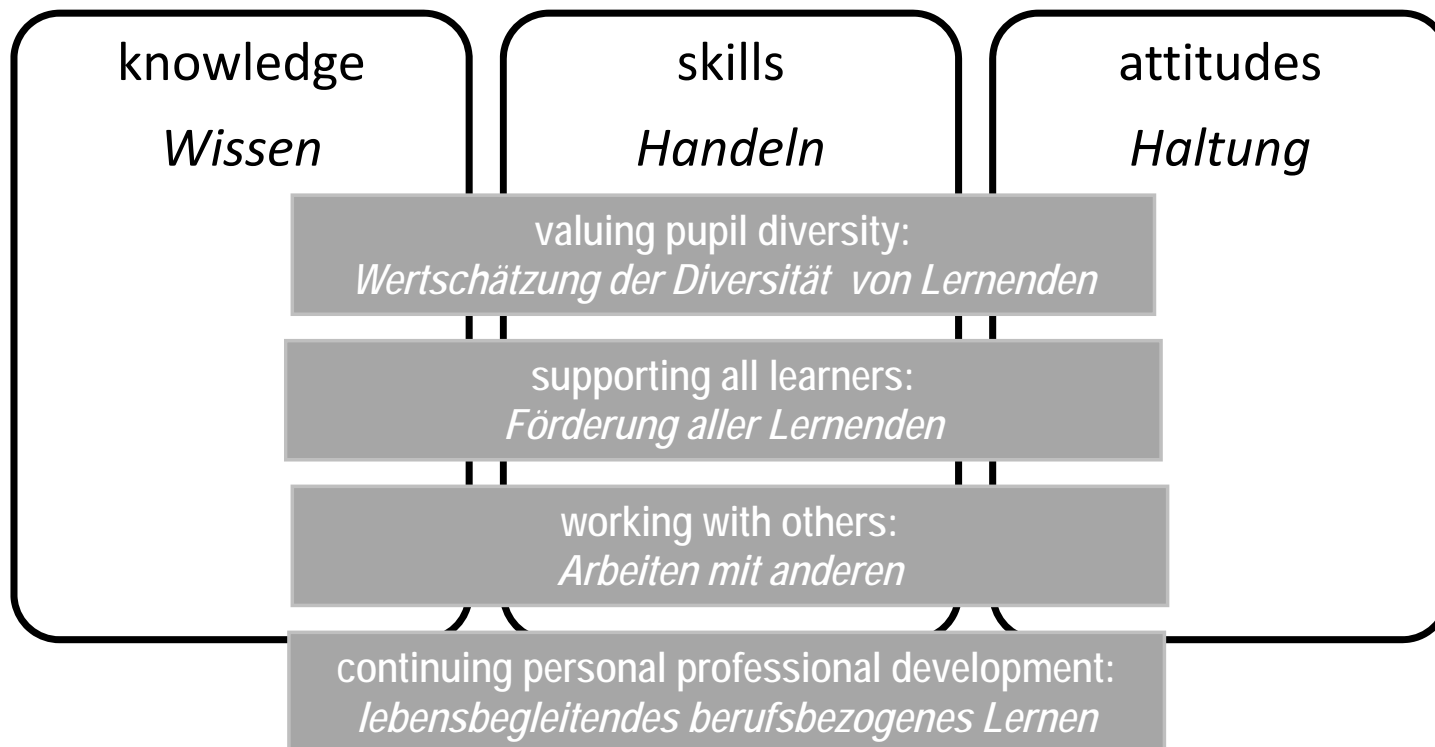 knowledge
Wissen
skills
Handeln
attitudes
Haltung
valuing pupil diversity:
Wertschätzung der Diversität von Lernenden
supporting all learners:
Förderung aller Lernenden
working with others:
Arbeiten mit anderen
continuing personal professional development:
lebensbegleitendes berufsbezogenes Lernen